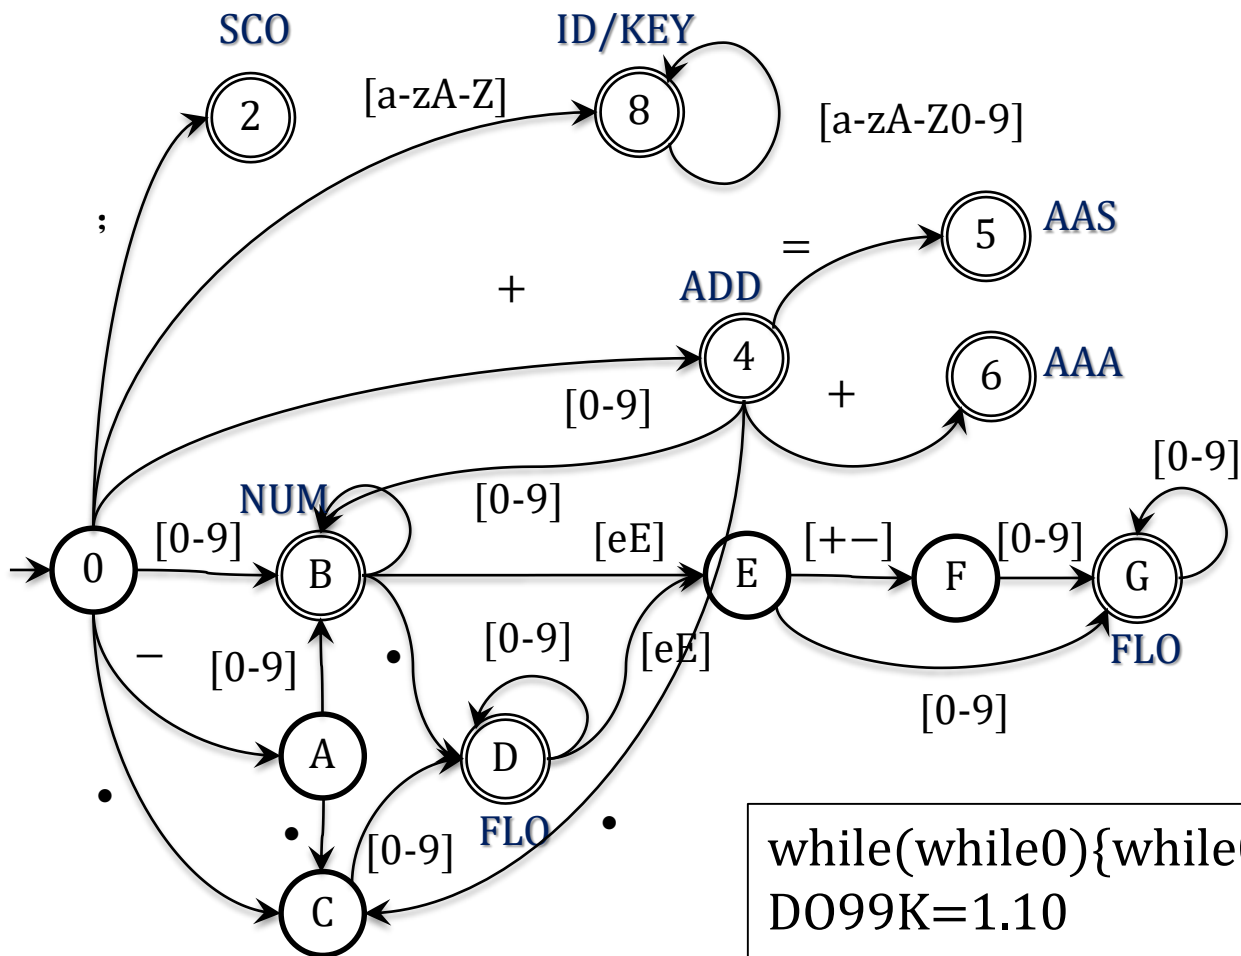 SCO
ID/KEY
2
[a-zA-Z]
8
[a-zA-Z0-9]
;
=
5
AAS
+
ADD
4
+
6
AAA
[0-9]
[0-9]
NUM
[0-9]
[0-9]
[eE]
[+−]
[0-9]
0
B
E
F
G
−
[0-9]
•
[0-9]
[eE]
FLO
[0-9]
A
D
•
•
[0-9]
FLO
•
C
while(while0){while
DO99K=1.10